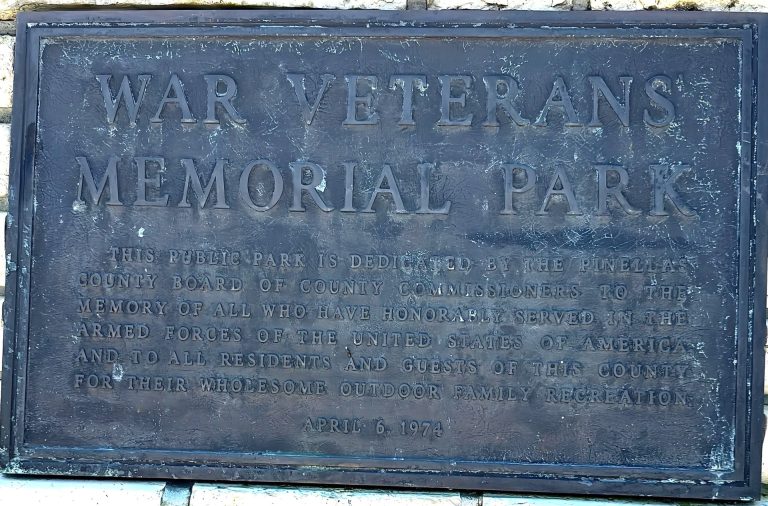 WAR VETERANS
MEMORIAL PARK
THIS PUBLIC PARK IS DEDICATED BY THE PINELLAS
COUNTY BOARD OF COUNTY COMMISSIONERS TO THE
MEMORY OF ALL WHO HAVE HONORABLY SERVED IN THE
ARMED FORCES OF THE UNITED STATES OF AMERICA
AND TO ALL RESIDENTS AND GUESTS OF THIS COUNTY
FOR THEIR WHOLESOME OUTDOOR FAMILY RECREATION
APRIL 6, 1974